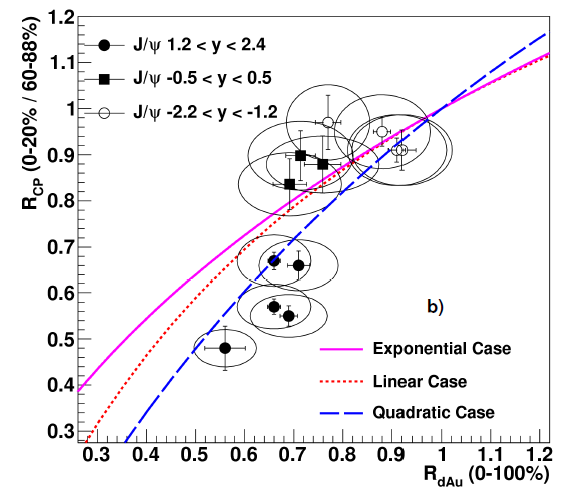 R_CP (0-20% / 60-88%)
1.2
1.1
1
0.9
0.8
0.7
0.6
0.5
0.4
0.3
J/ψ 1.2 < y < 2.4
J/ψ -0.5 < y < 0.5
J/ψ -2.2 < y < -1.2
b)
Exponential Case
Linear Case
Quadratic Case
0.3 0.4 0.5 0.6 0.7 0.8 0.9 1 1.1 1.2
R_dAu (0-100%)